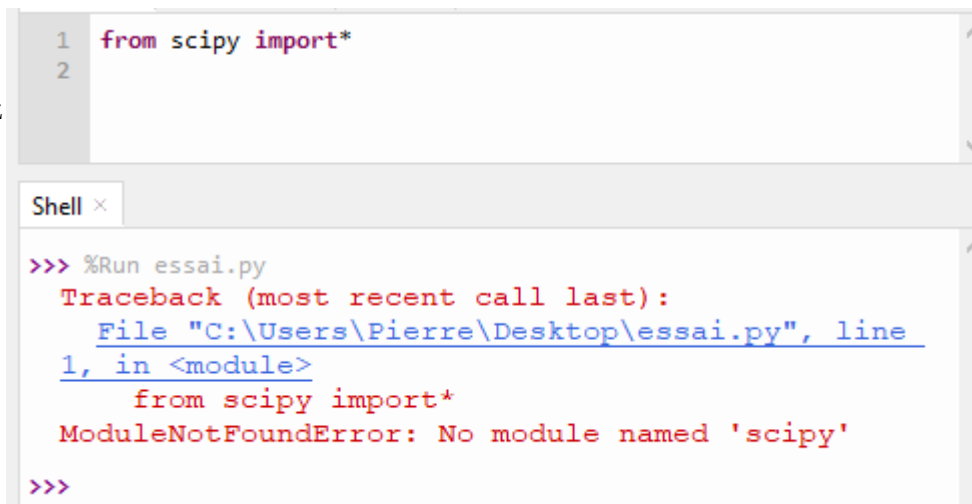 1 from scipy import*
2
Shell ×
>>> %Run essai.py
Traceback (most recent call last):
File "C:\Users\Pierre\Desktop\essai.py", line
1, in <module>
from scipy import*
ModuleNotFoundError: No module named 'scipy'
>>>